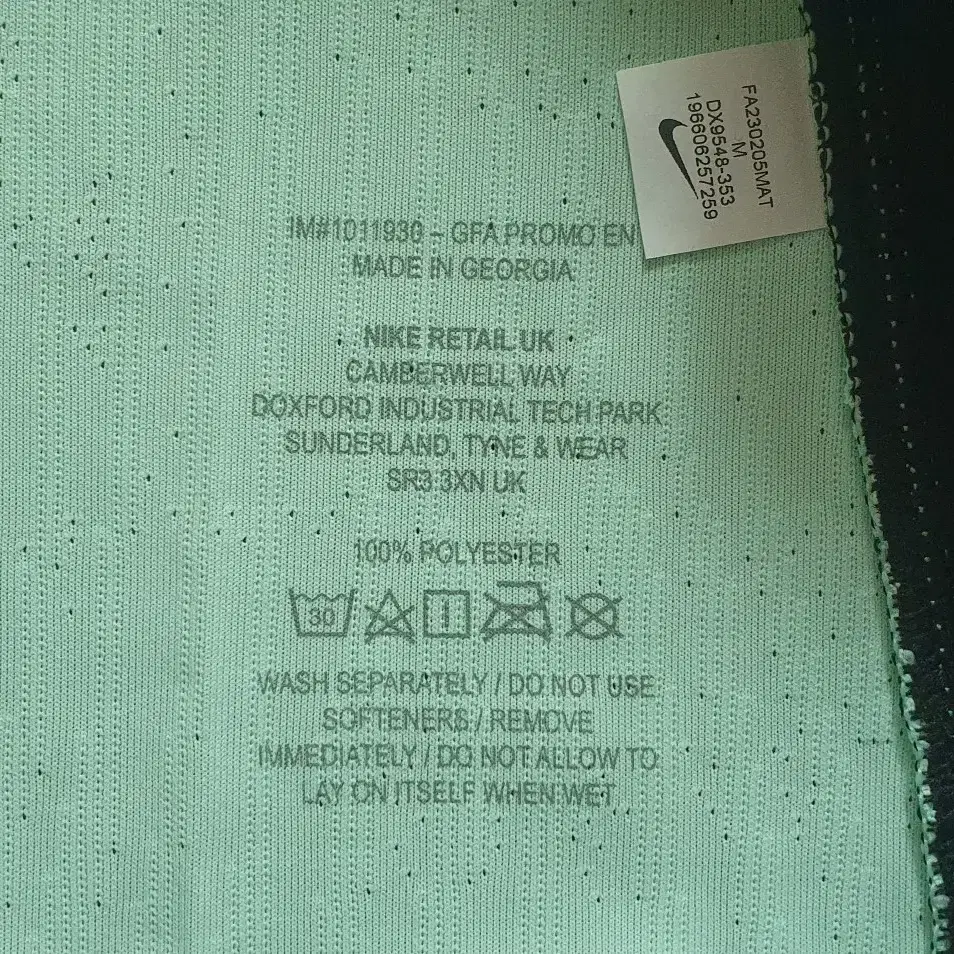 FA230205MAT
M
DX9548-353
196606257259
IM#1011930 – GFA PROMO EN
MADE IN GEORGIA
NIKE RETAIL UK
CAMBERWELL WAY
DOXFORD INDUSTRIAL TECH PARK
SUNDERLAND, TYNE & WEAR
SR3 3XN UK
100% POLYESTER
30
WASH SEPARATELY / DO NOT USE
SOFTENERS / REMOVE
IMMEDIATELY / DO NOT ALLOW TO
LAY ON ITSELF WHEN WET